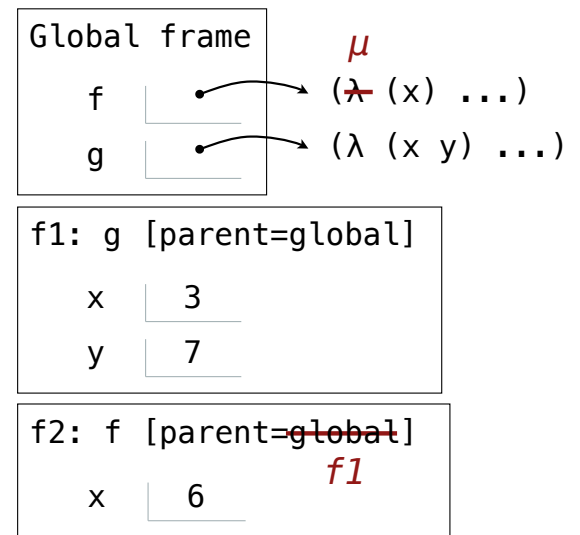 Global frame
μ
f (λ (x) ...)
g (λ (x y) ...)
f1: g [parent=global]
x 3
y 7
f2: f [parent=global]
f1
x 6